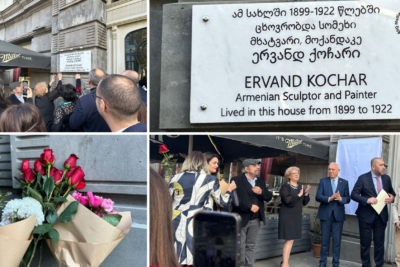 ამ სახლში 1899-1922 წლებში
ცხოვრობდა სომეხი
მხატვარი, მოქანდაკე
ერვანდ ქოჩარი
ERVAND KOCHAR
Armenian Sculptor and Painter
Lived in this house from 1899 to 1922
Miller